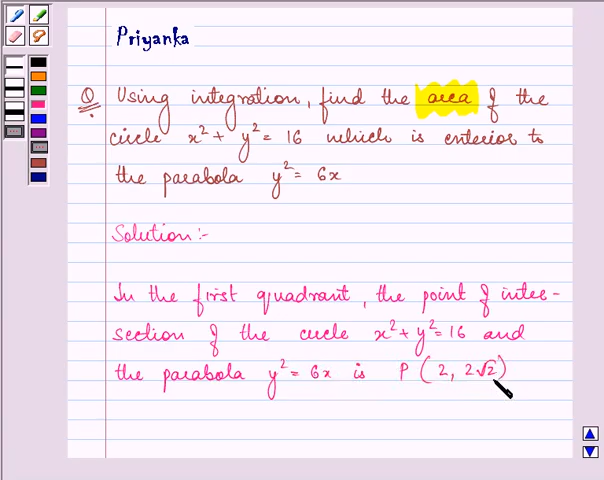 Priyanka
Q. Using integration, find the area of the
circle x² + y² = 16 which is exterior to
the parabola y² = 6x
Solution:-
In the first quadrant, the point of inter-
section of the circle x² + y² = 16 and
the parabola y² = 6x is P (2, 2√2)